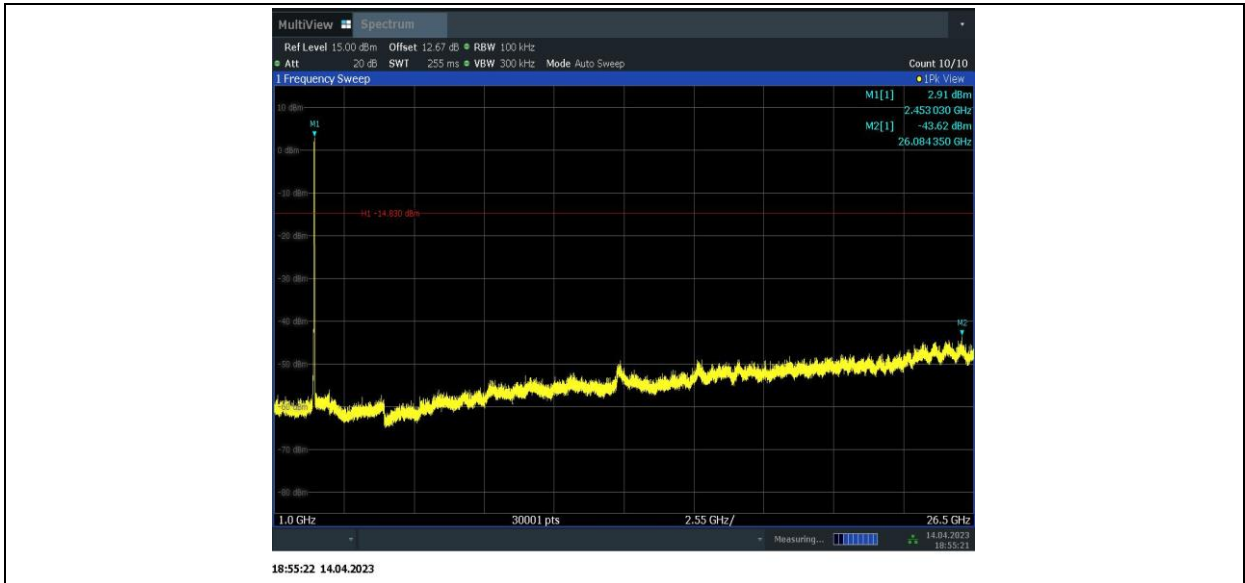 MultiView Spectrum
Ref Level 15.00 dBm Offset 12.67 dB RBW 100 kHz
Att 20 dB SWT 255 ms VBW 300 kHz Mode Auto Sweep Count 10/10
1 Frequency Sweep 1Pk View
M1[1] 2.91 dBm
2.453 030 GHz
M2[1] -43.62 dBm
26.084 350 GHz
10 dBm
M1
0 dBm
-10 dBm
H1 -14.830 dBm
-20 dBm
-30 dBm
-40 dBm
M2
-50 dBm
-60 dBm
-70 dBm
-80 dBm
1.0 GHz 30001 pts 2.55 GHz/ 26.5 GHz
Measuring... 14.04.2023
18:55:21
18:55:22 14.04.2023